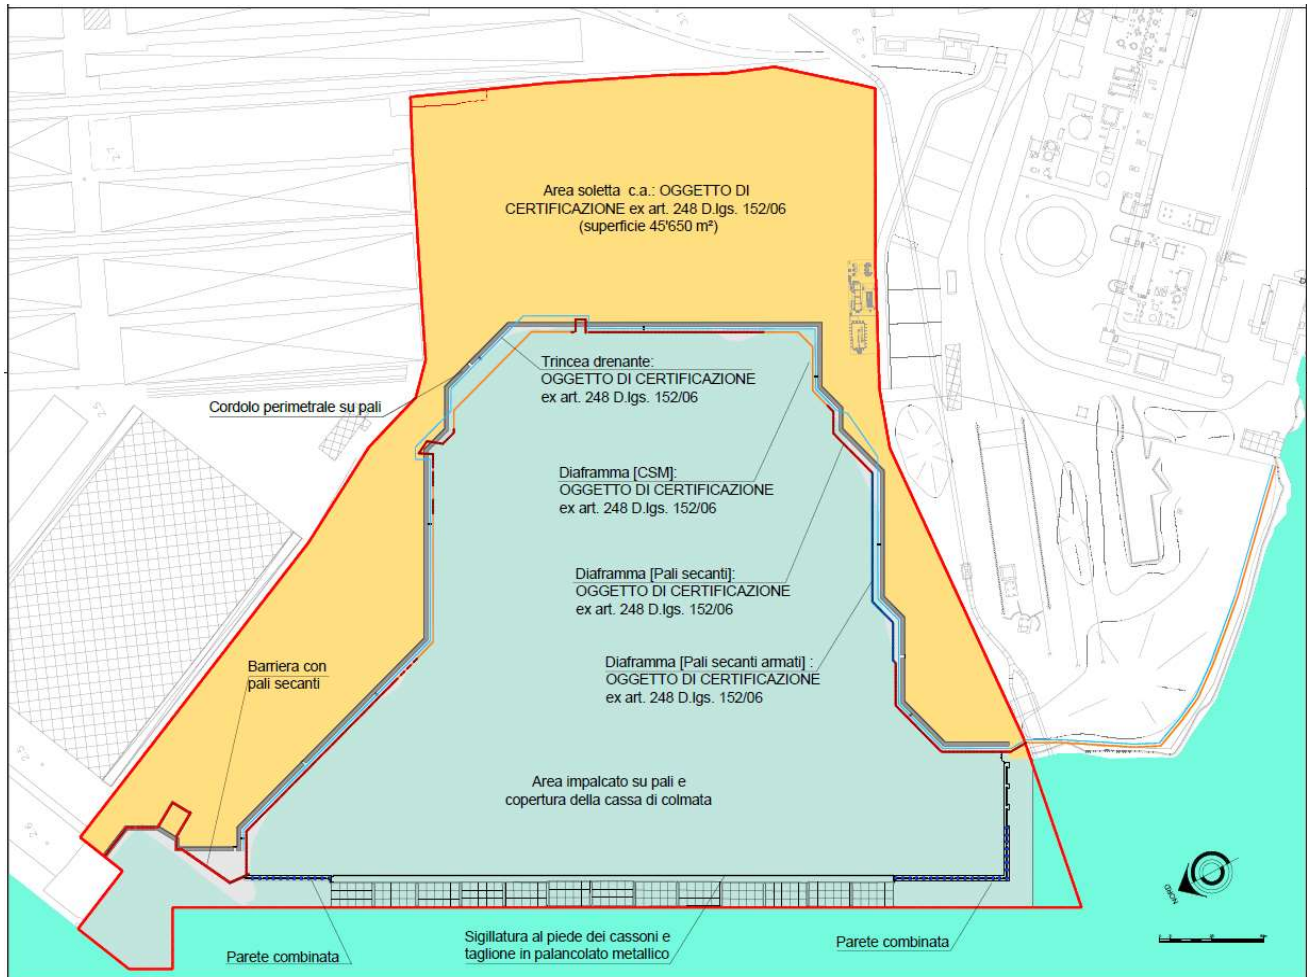 Area soletta c.a.: OGGETTO DI
CERTIFICAZIONE ex art. 248 D.lgs. 152/06
(superficie 45'650 m²)
Trincea drenante:
OGGETTO DI CERTIFICAZIONE
ex art. 248 D.lgs. 152/06
Cordolo perimetrale su pali
Diaframma [CSM]:
OGGETTO DI CERTIFICAZIONE
ex art. 248 D.lgs. 152/06
Diaframma [Pali secanti]:
OGGETTO DI CERTIFICAZIONE
ex art. 248 D.lgs. 152/06
Diaframma [Pali secanti armati] :
OGGETTO DI CERTIFICAZIONE
ex art. 248 D.lgs. 152/06
Barriera con
pali secanti
Area impalcato su pali e
copertura della cassa di colmata
NORD
Sigillatura al piede dei cassoni e
taglione in palancolato metallico
Parete combinata
Parete combinata